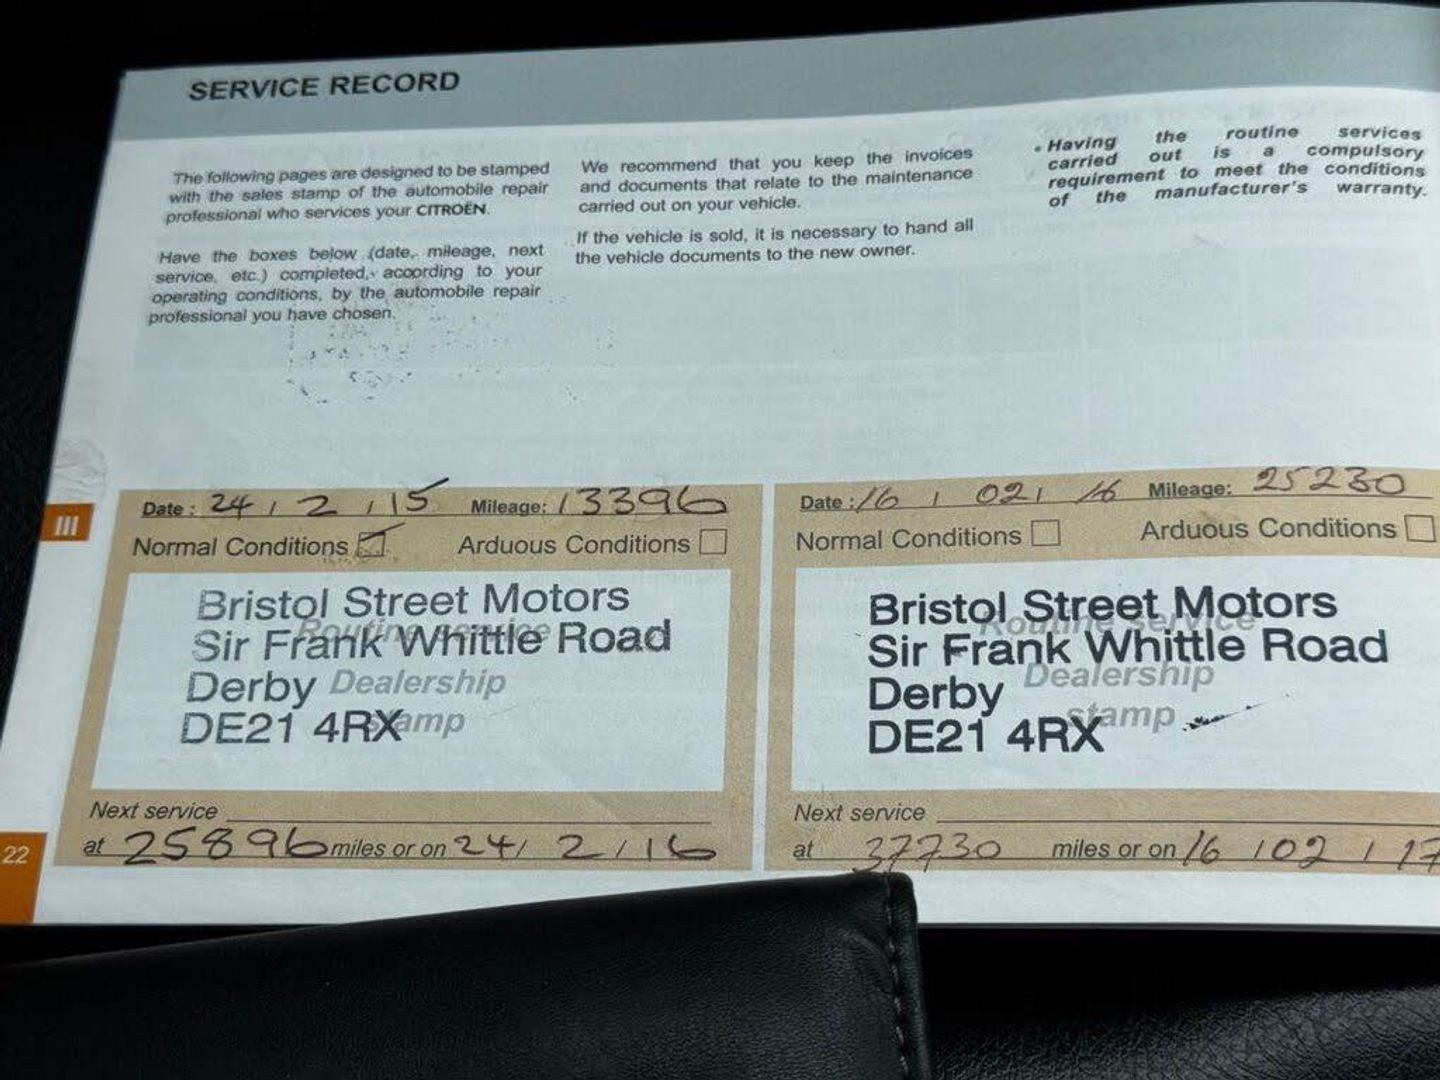 SERVICE RECORD
The following pages are designed to be stamped
with the sales stamp of the automobile repair
professional who services your CITROËN.
Have the boxes below (date, mileage, next
service, etc.) completed, according to your
operating conditions, by the automobile repair
professional you have chosen.
We recommend that you keep the invoices
and documents that relate to the maintenance
carried out on your vehicle.
If the vehicle is sold, it is necessary to hand all
the vehicle documents to the new owner.
• Having the routine services
carried out is a compulsory
requirement to meet the conditions
of the manufacturer's warranty.
III
Date : 24 / 2 / 15 Mileage: 13396
Normal Conditions Arduous Conditions
Routine service
Dealership
stamp
Bristol Street Motors
Sir Frank Whittle Road
Derby
DE21 4RX
Next service
at 25896 miles or on 24 / 2 / 16
Date : 16 / 02 / 16 Mileage: 25230
Normal Conditions Arduous Conditions
Routine service
Dealership
stamp
Bristol Street Motors
Sir Frank Whittle Road
Derby
DE21 4RX
Next service
at 37730 miles or on 16 / 02 / 17
22